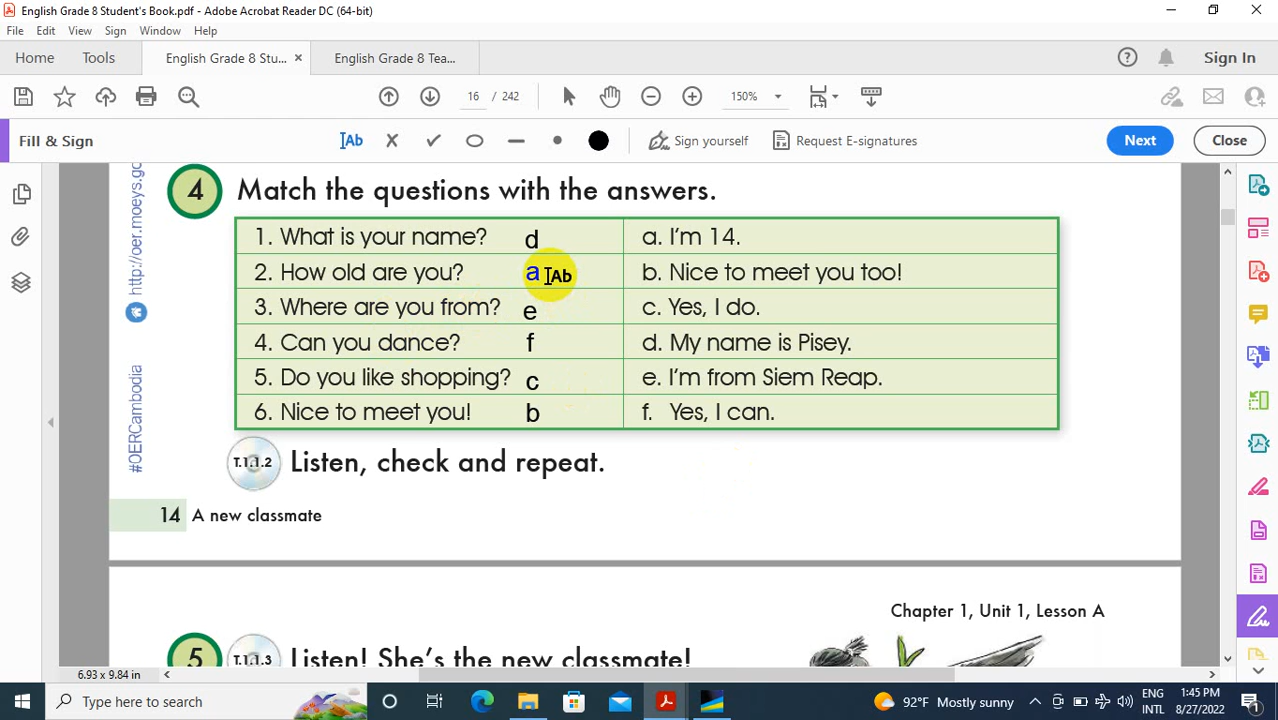 English Grade 8 Student's Book.pdf - Adobe Acrobat Reader DC (64-bit)
File Edit View Sign Window Help
Home Tools English Grade 8 Stu... × English Grade 8 Tea... Sign In
16 / 242 150%
Fill & Sign Ab Sign yourself Request E-signatures Next Close
4 Match the questions with the answers.
1. What is your name? d a. I'm 14.
2. How old are you? a Ab b. Nice to meet you too!
3. Where are you from? e c. Yes, I do.
4. Can you dance? f d. My name is Pisey.
5. Do you like shopping? c e. I'm from Siem Reap.
6. Nice to meet you! b f. Yes, I can.
T.1.1.2 Listen, check and repeat.
14 A new classmate
http://oer.moeys.go
#OERCambodia
Chapter 1, Unit 1, Lesson A
5 T.1.1.3 Listen! She's the new classmate!
6.93 x 9.84 in
Type here to search 92°F Mostly sunny ENG INTL 1:45 PM 8/27/2022 1